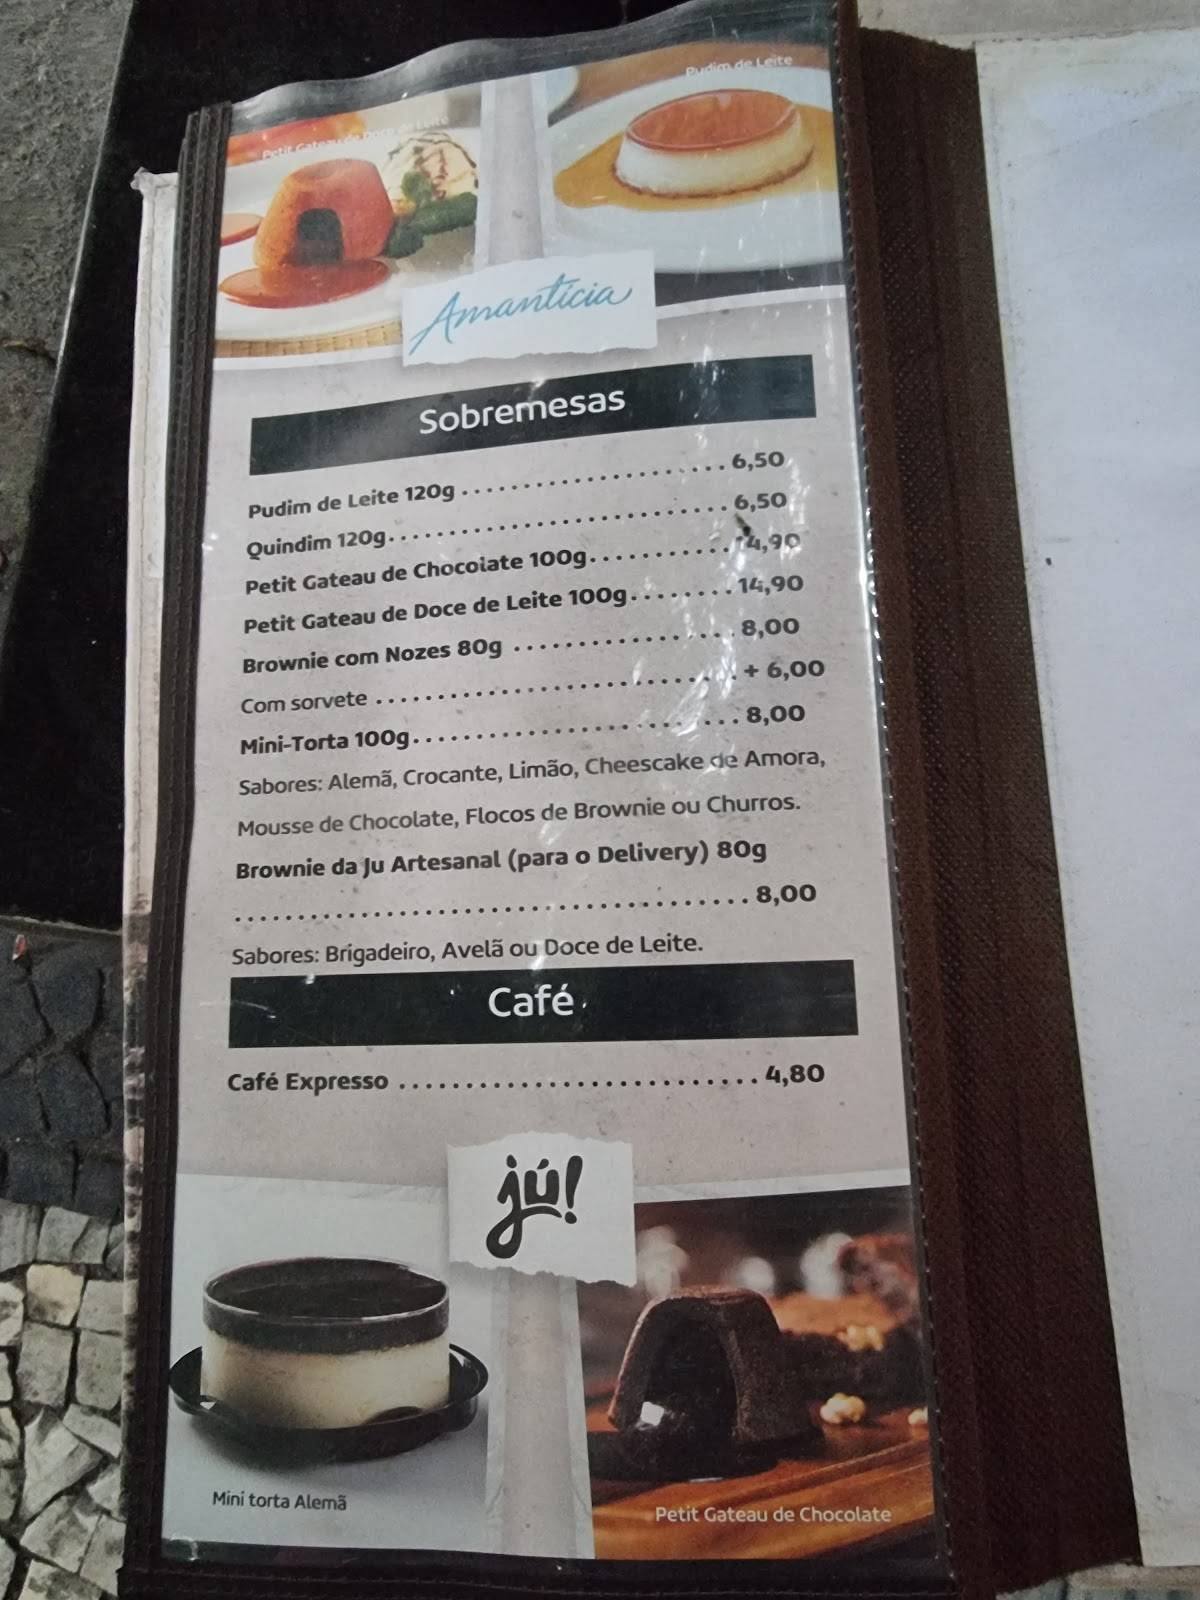 Petit Gateau de Doce de Leite
Pudim de Leite
Amantícia
Sobremesas
Pudim de Leite 120g ..................... 6,50
Quindim 120g........................... 6,50
Petit Gateau de Chocolate 100g........... 14,90
Petit Gateau de Doce de Leite 100g........ 14,90
Brownie com Nozes 80g .................. 8,00
Com sorvete ............................. + 6,00
Mini-Torta 100g.......................... 8,00
Sabores: Alemã, Crocante, Limão, Cheescake de Amora,
Mousse de Chocolate, Flocos de Brownie ou Churros.
Brownie da Ju Artesanal (para o Delivery) 80g
......................................... 8,00
Sabores: Brigadeiro, Avelã ou Doce de Leite.
Café
Café Expresso ........................... 4,80
jú!
Mini torta Alemã
Petit Gateau de Chocolate